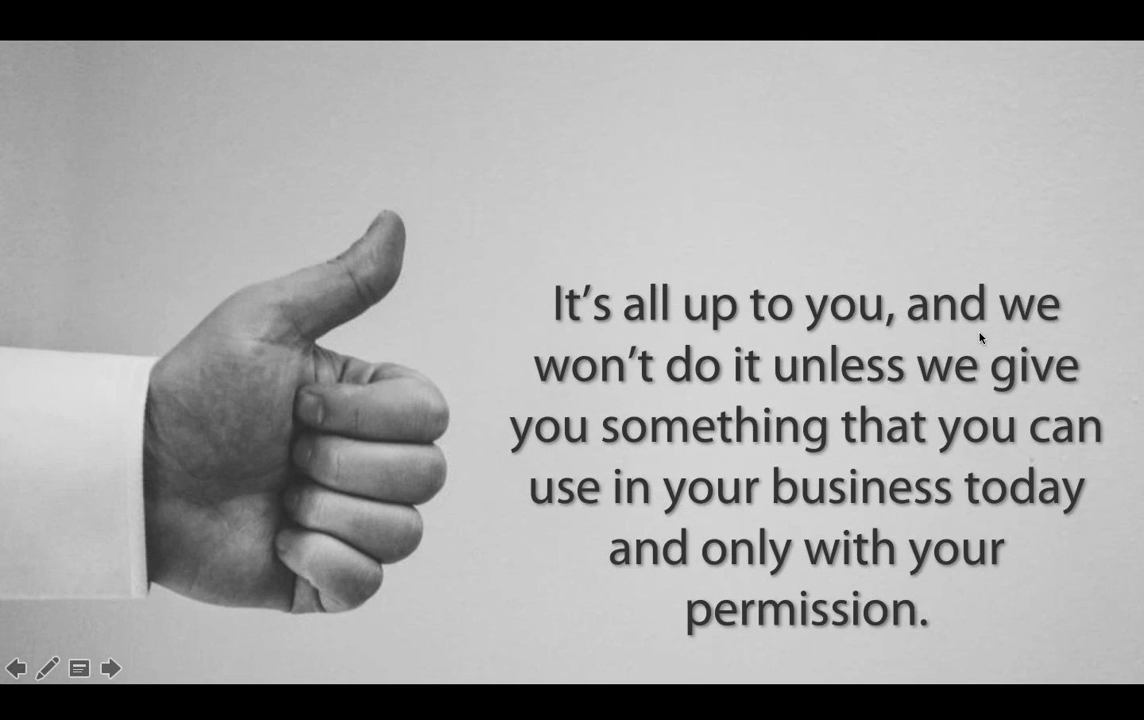 It’s all up to you, and we
won’t do it unless we give
you something that you can
use in your business today
and only with your
permission.